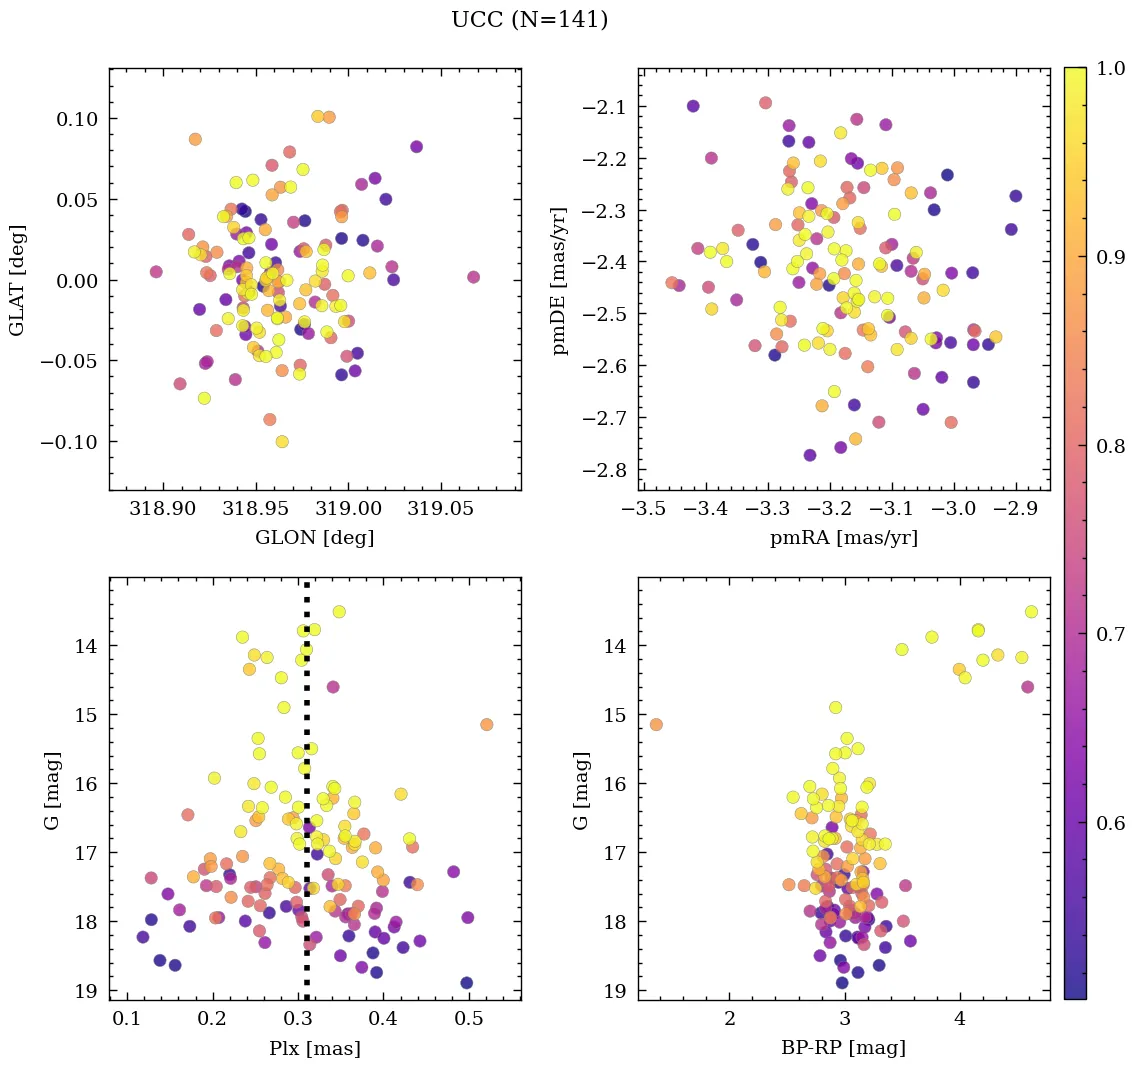 UCC (N=141)
GLAT [deg]
0.10
0.05
0.00
−0.05
−0.10
318.90 318.95 319.00 319.05
GLON [deg]
pmDE [mas/yr]
−2.1
−2.2
−2.3
−2.4
−2.5
−2.6
−2.7
−2.8
−3.5 −3.4 −3.3 −3.2 −3.1 −3.0 −2.9
pmRA [mas/yr]
1.0
0.9
0.8
0.7
0.6
G [mag]
14
15
16
17
18
19
0.1 0.2 0.3 0.4 0.5
Plx [mas]
G [mag]
14
15
16
17
18
19
2 3 4
BP-RP [mag]